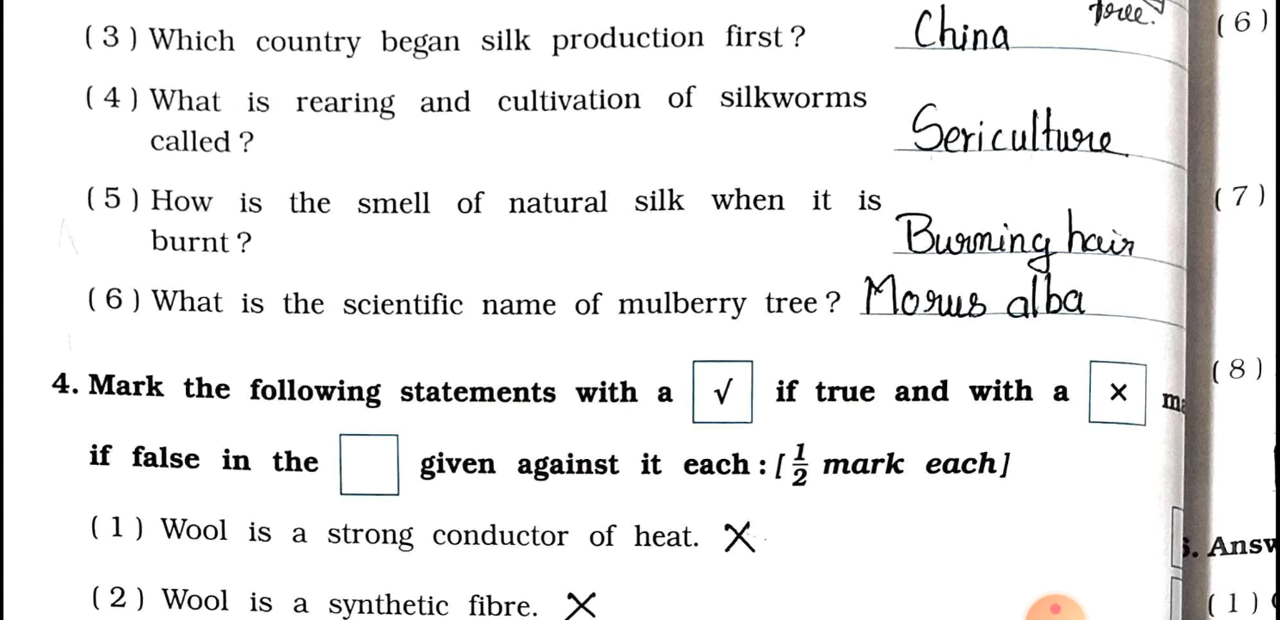 tree.
(3) Which country began silk production first? China
(4) What is rearing and cultivation of silkworms
called? Sericulture
(5) How is the smell of natural silk when it is
burnt? Burning hair
(6) What is the scientific name of mulberry tree? Morus alba
4. Mark the following statements with a √ if true and with a ×
if false in the given against it each: [1/2 mark each]
(1) Wool is a strong conductor of heat. X
(2) Wool is a synthetic fibre. X
(6)
(7)
(8)
(1)